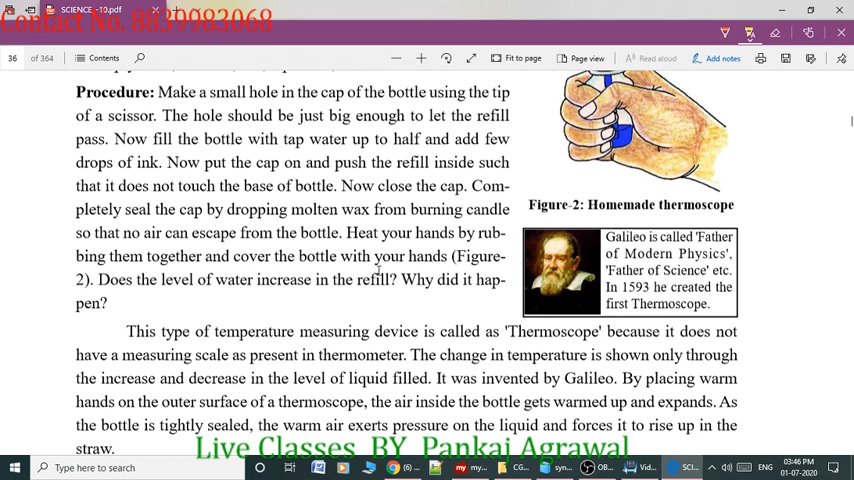 SCIENCE -10.pdf
Contact No. 8839983068
36 of 364
Contents
Fit to page
Page view
Read aloud
Add notes
Procedure: Make a small hole in the cap of the bottle using the tip
of a scissor. The hole should be just big enough to let the refill
pass. Now fill the bottle with tap water up to half and add few
drops of ink. Now put the cap on and push the refill inside such
that it does not touch the base of bottle. Now close the cap. Com-
pletely seal the cap by dropping molten wax from burning candle
so that no air can escape from the bottle. Heat your hands by rub-
bing them together and cover the bottle with your hands (Figure-
2). Does the level of water increase in the refill? Why did it hap-
pen?
Figure-2: Homemade thermoscope
Galileo is called 'Father
of Modern Physics',
'Father of Science' etc.
In 1593 he created the
first Thermoscope.
This type of temperature measuring device is called as 'Thermoscope' because it does not
have a measuring scale as present in thermometer. The change in temperature is shown only through
the increase and decrease in the level of liquid filled. It was invented by Galileo. By placing warm
hands on the outer surface of a thermoscope, the air inside the bottle gets warmed up and expands. As
the bottle is tightly sealed, the warm air exerts pressure on the liquid and forces it to rise up in the
straw.
Live Classes BY Pankaj Agrawal
Type here to search
(6)
my...
CG...
syn...
OB...
Vid...
SCI...
ENG
03:46 PM
01-07-2020